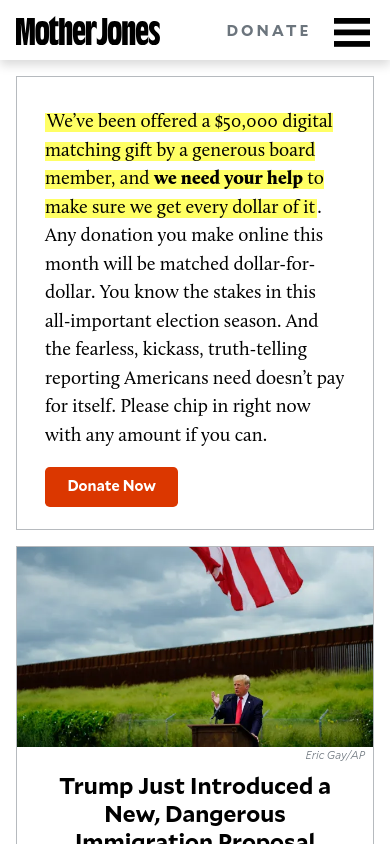 Mother Jones
DONATE
We’ve been offered a $50,000 digital
matching gift by a generous board
member, and we need your help to
make sure we get every dollar of it.
Any donation you make online this
month will be matched dollar-for-
dollar. You know the stakes in this
all-important election season. And
the fearless, kickass, truth-telling
reporting Americans need doesn’t pay
for itself. Please chip in right now
with any amount if you can.
Donate Now
Eric Gay/AP
Trump Just Introduced a
New, Dangerous
Immigration Proposal